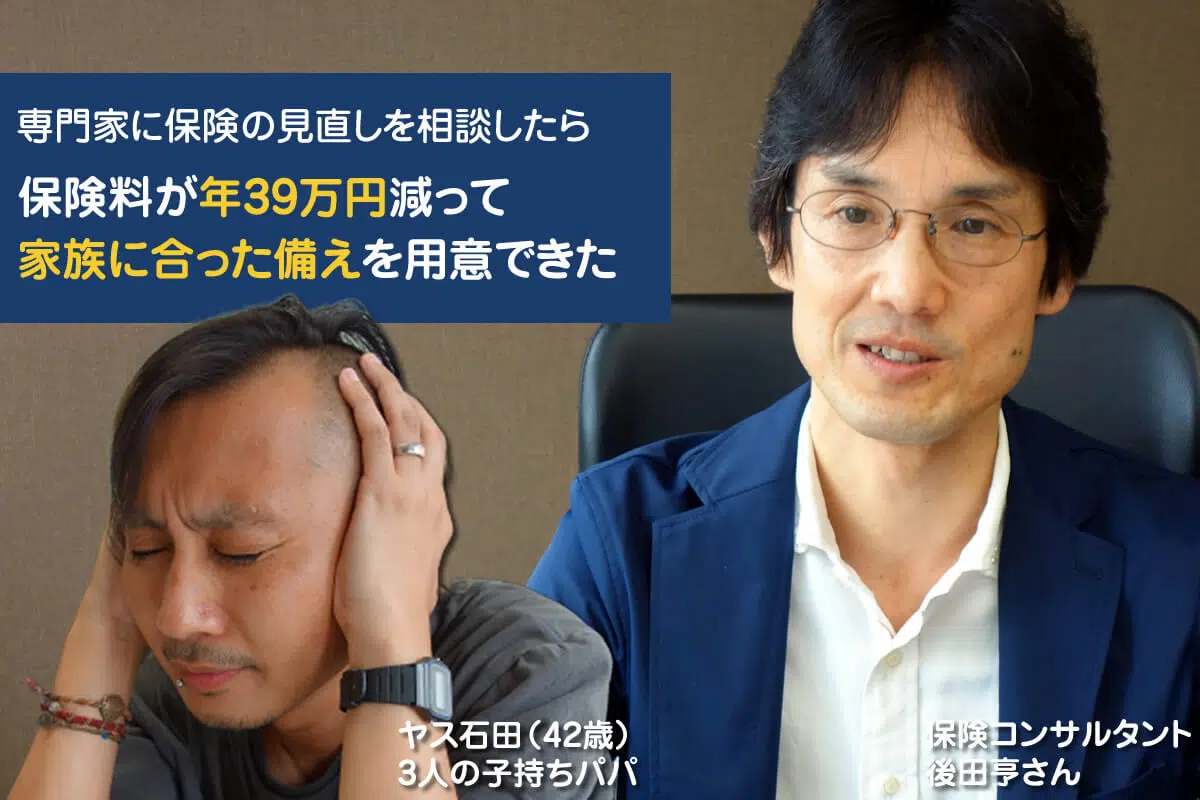 専門家に保険の見直しを相談したら
保険料が年39万円減って
家族に合った備えを用意できた
ヤス石田（42歳）
3人の子持ちパパ
保険コンサルタント
後田亨さん